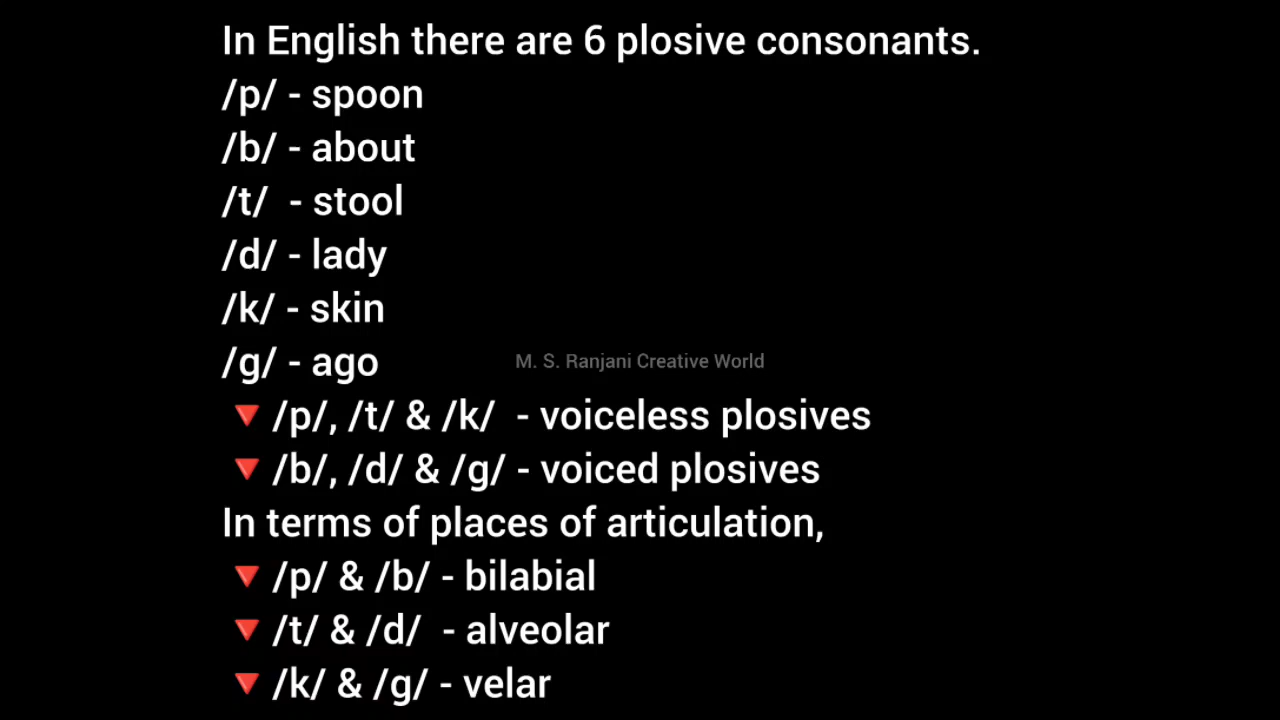 In English there are 6 plosive consonants.
/p/ - spoon
/b/ - about
/t/ - stool
/d/ - lady
/k/ - skin
/g/ - ago
M. S. Ranjani Creative World
🔻/p/, /t/ & /k/ - voiceless plosives
🔻/b/, /d/ & /g/ - voiced plosives
In terms of places of articulation,
🔻/p/ & /b/ - bilabial
🔻/t/ & /d/ - alveolar
🔻/k/ & /g/ - velar